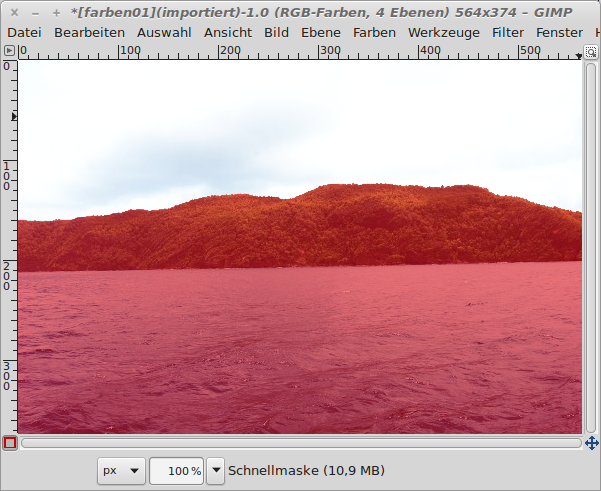 *[farben01](importiert)-1.0 (RGB-Farben, 4 Ebenen) 564x374 – GIMP
Datei Bearbeiten Auswahl Ansicht Bild Ebene Farben Werkzeuge Filter Fenster H
0 100 200 300 400 500
0
100
200
300
px 100 % Schnellmaske (10,9 MB)